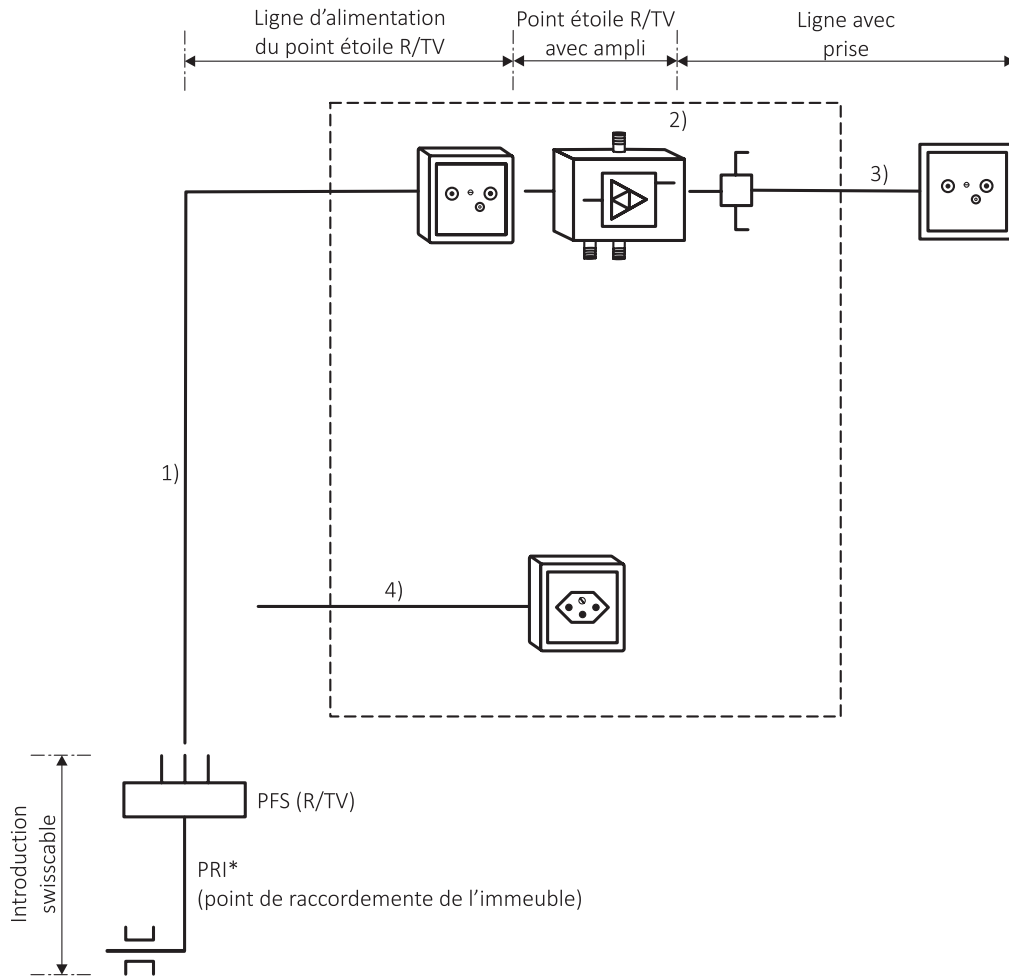 Ligne d’alimentation
du point étoile R/TV
Point étoile R/TV
avec ampli
Ligne avec
prise
2)
3)
1)
4)
PFS (R/TV)
Introduction
swisscable
PRI*
(point de raccordemente de l’immeuble)